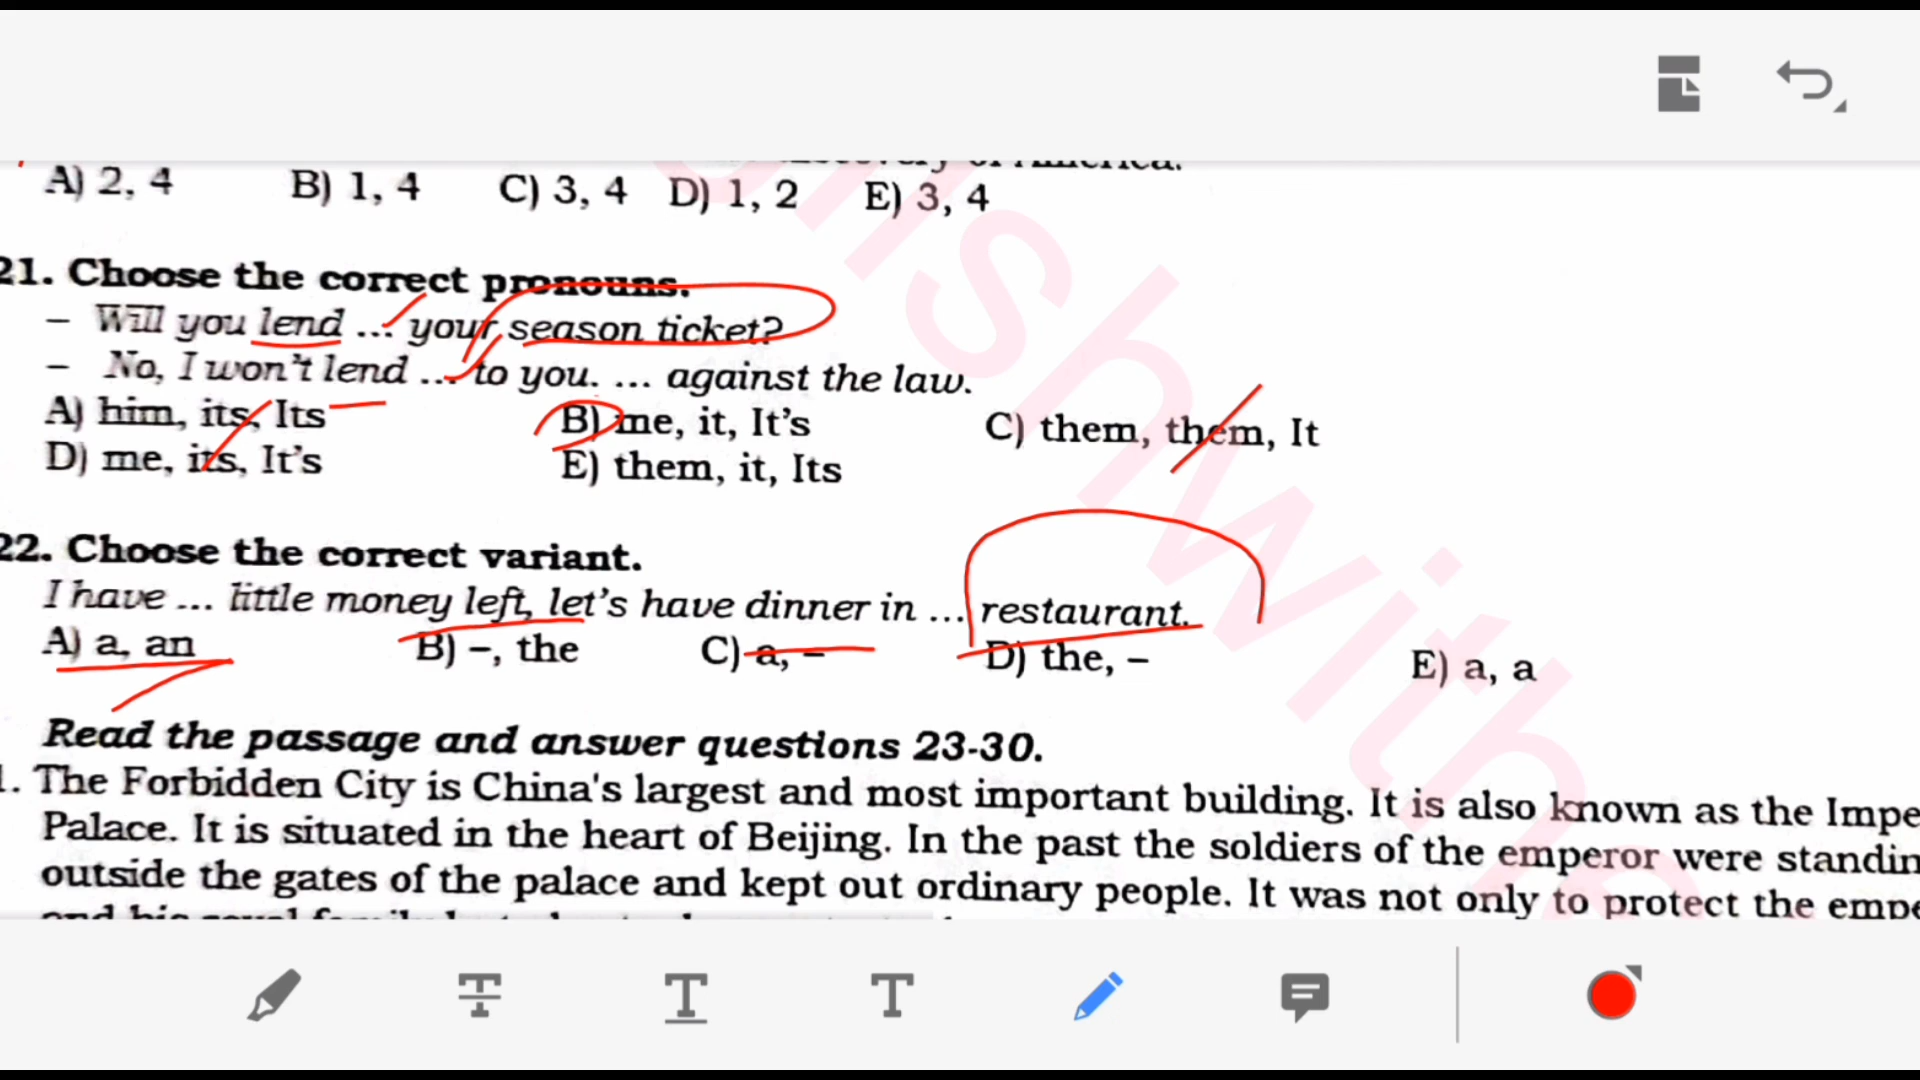 A) 2, 4 B) 1, 4 C) 3, 4 D) 1, 2 E) 3, 4
21. Choose the correct pronouns.
– Will you lend ... your season ticket?
– No, I won't lend ... to you. ... against the law.
A) him, its, Its B) me, it, It's C) them, them, It
D) me, its, It's E) them, it, Its
22. Choose the correct variant.
I have ... little money left, let's have dinner in ... restaurant.
A) a, an B) –, the C) a, – D) the, – E) a, a
Read the passage and answer questions 23-30.
1. The Forbidden City is China's largest and most important building. It is also known as the Impe
Palace. It is situated in the heart of Beijing. In the past the soldiers of the emperor were standin
outside the gates of the palace and kept out ordinary people. It was not only to protect the empe